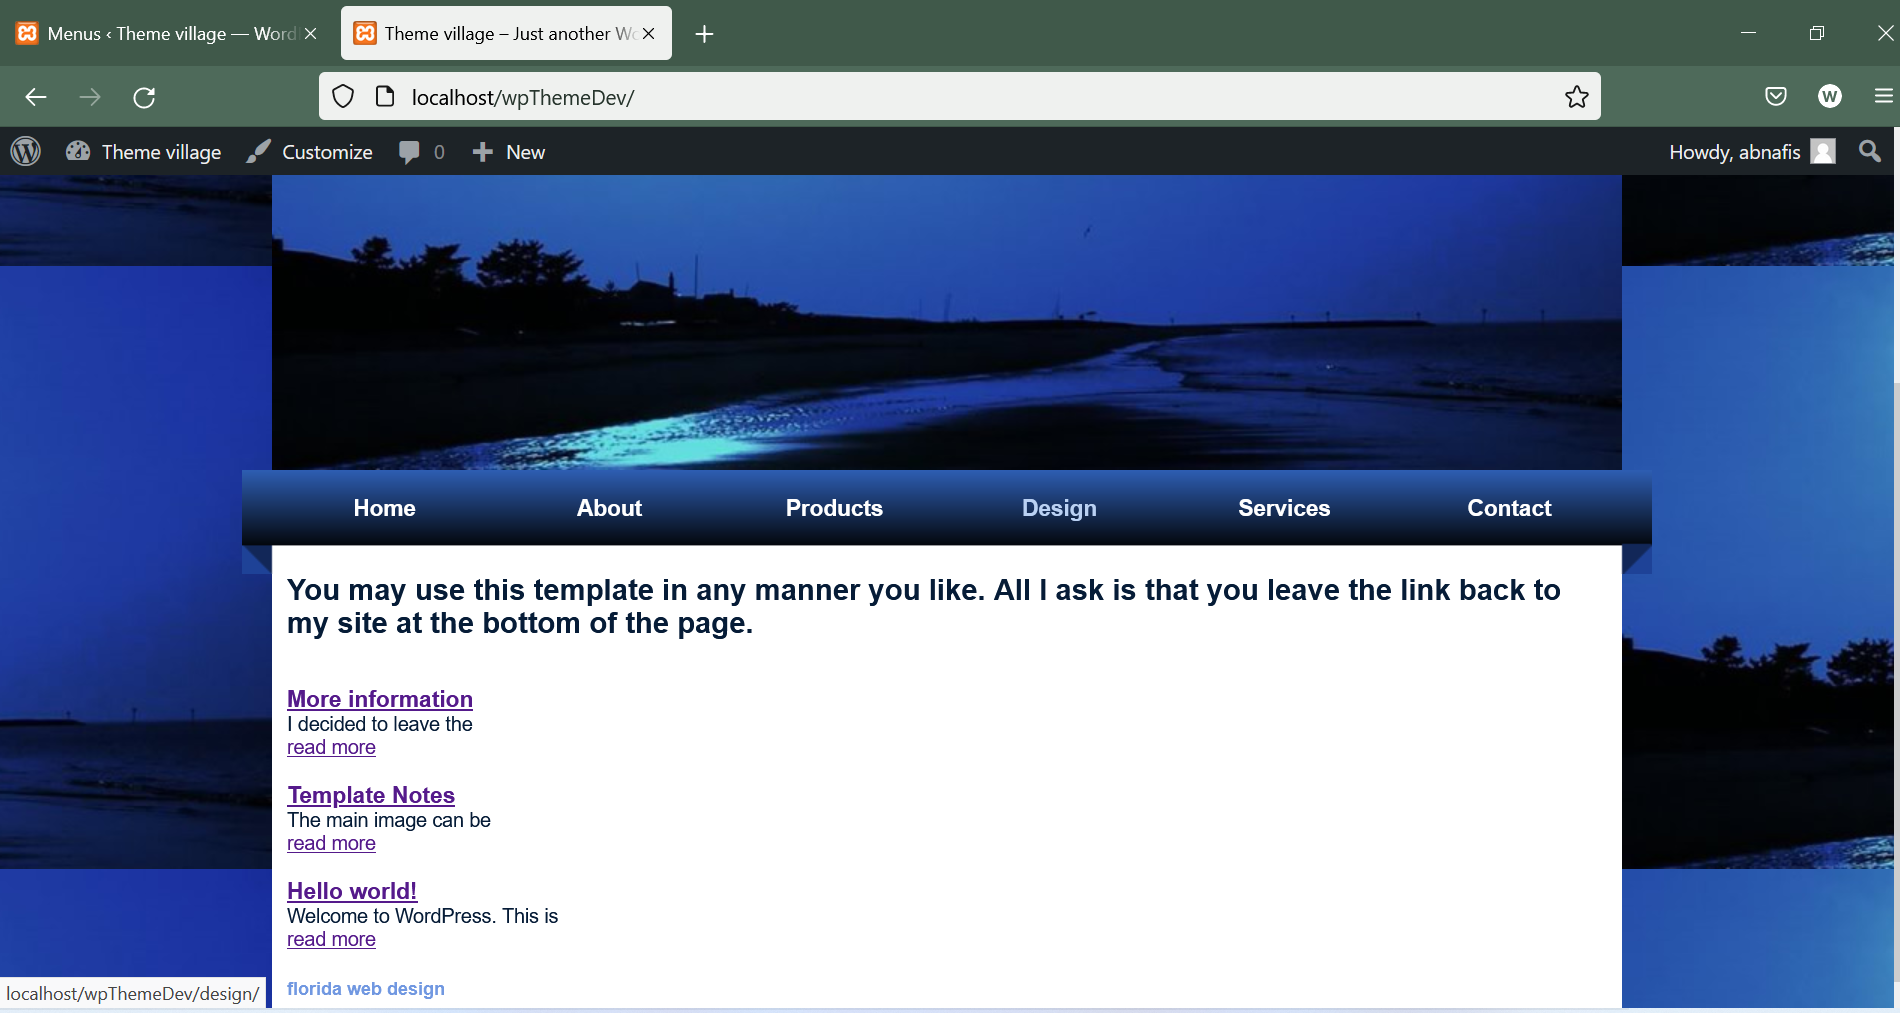 Menus ‹ Theme village — Word
Theme village – Just another Wo
localhost/wpThemeDev/
W
Theme village
Customize
0
New
Howdy, abnafis
Home
About
Products
Design
Services
Contact
You may use this template in any manner you like. All I ask is that you leave the link back to
my site at the bottom of the page.
More information
I decided to leave the
read more
Template Notes
The main image can be
read more
Hello world!
Welcome to WordPress. This is
read more
florida web design
localhost/wpThemeDev/design/